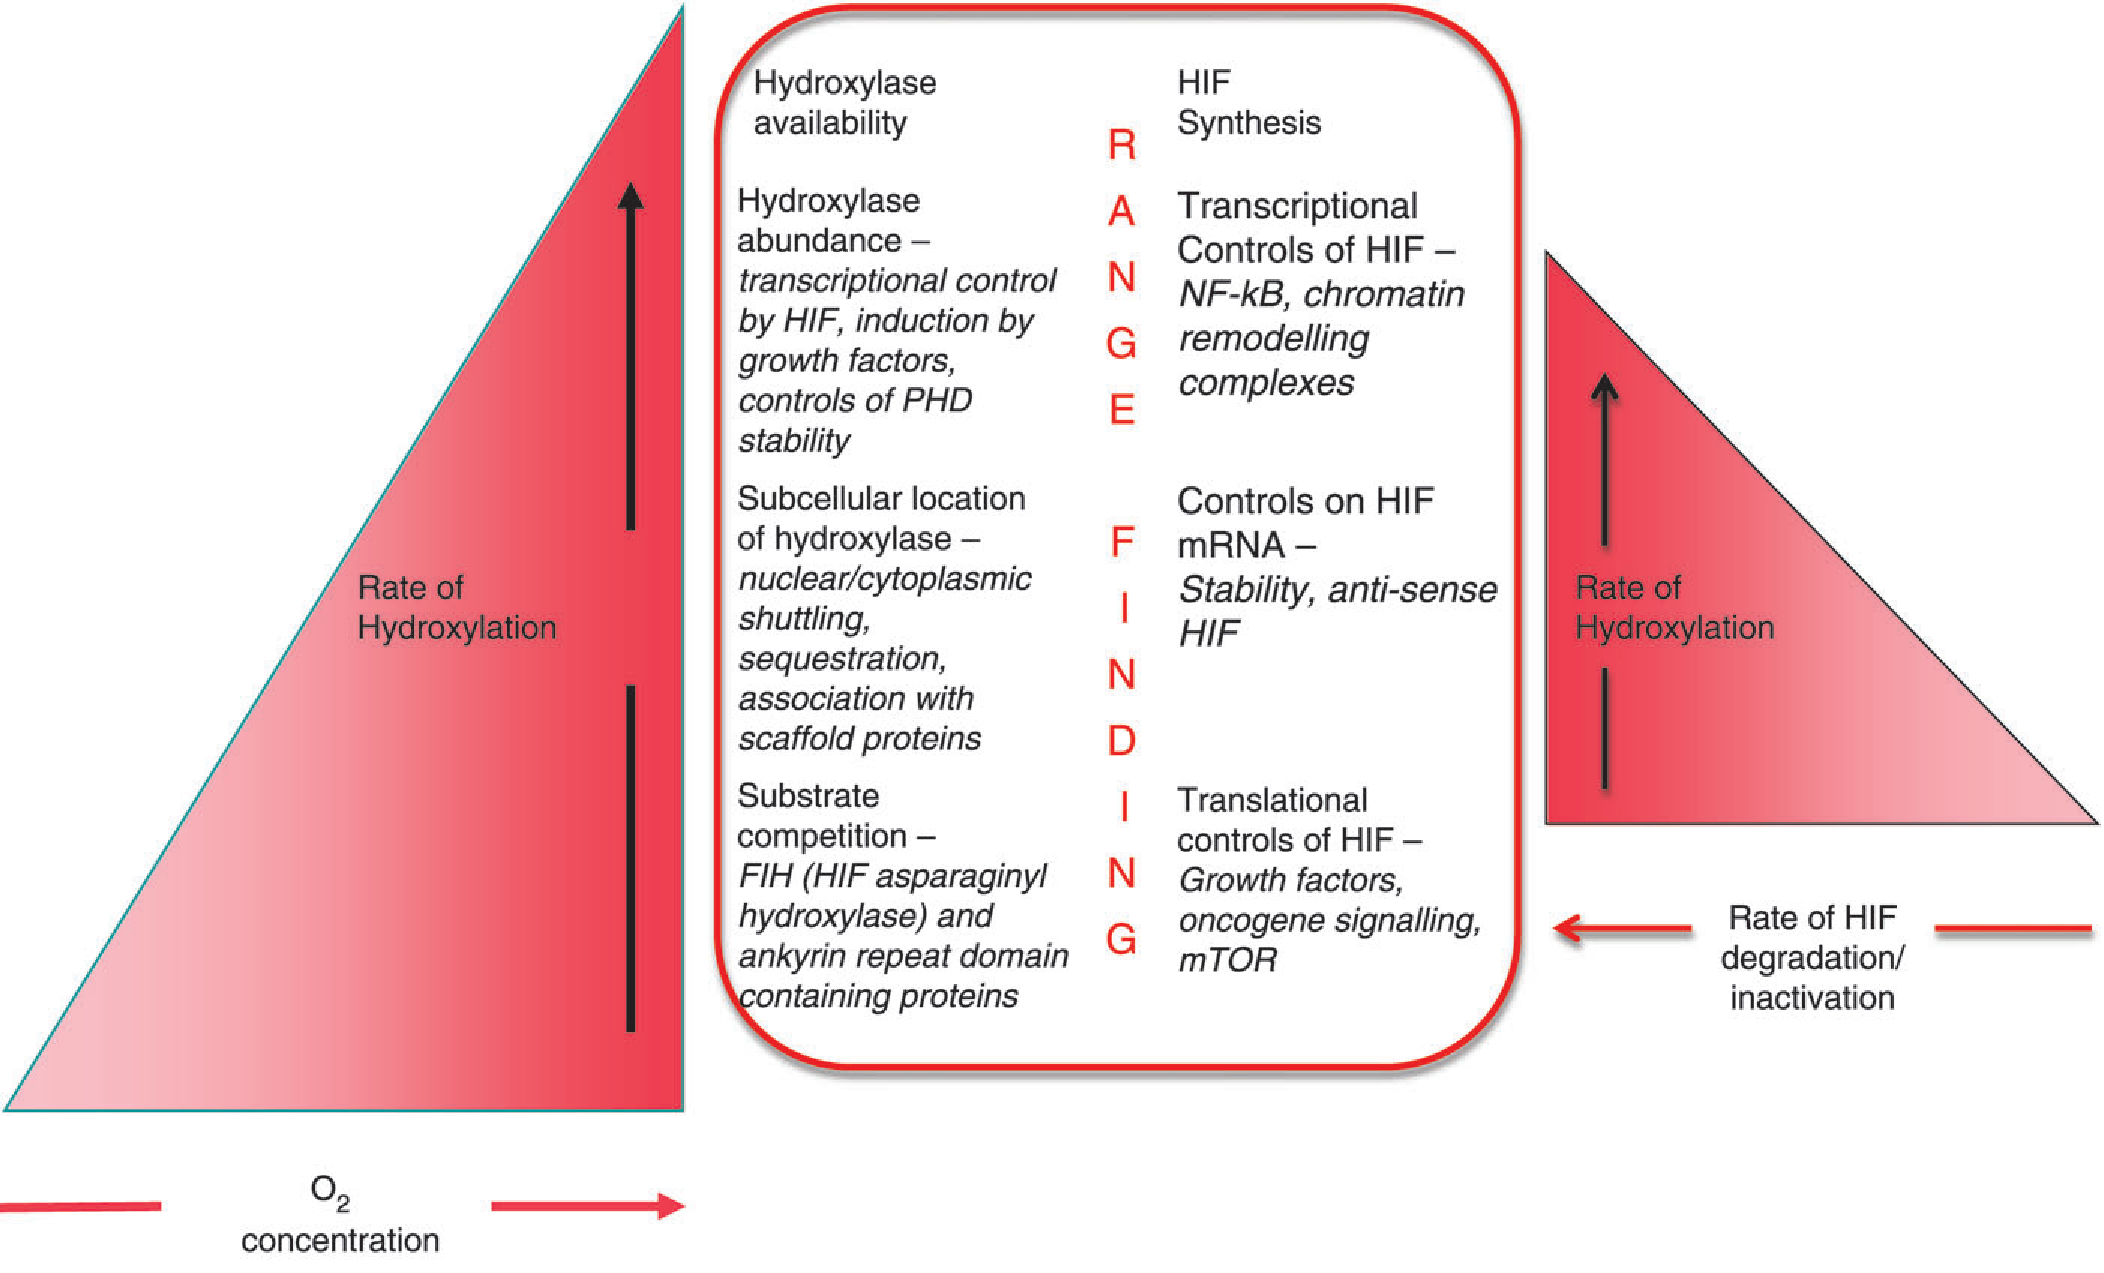 Rate of
Hydroxylation
O2
concentration
Hydroxylase
availability
Hydroxylase
abundance –
transcriptional control
by HIF, induction by
growth factors,
controls of PHD
stability
Subcellular location
of hydroxylase –
nuclear/cytoplasmic
shuttling,
sequestration,
association with
scaffold proteins
Substrate
competition –
FIH (HIF asparaginyl
hydroxylase) and
ankyrin repeat domain
containing proteins
R
A
N
G
E
F
I
N
D
I
N
G
HIF
Synthesis
Transcriptional
Controls of HIF –
NF-kB, chromatin
remodelling
complexes
Controls on HIF
mRNA –
Stability, anti-sense
HIF
Translational
controls of HIF –
Growth factors,
oncogene signalling,
mTOR
Rate of
Hydroxylation
Rate of HIF
degradation/
inactivation